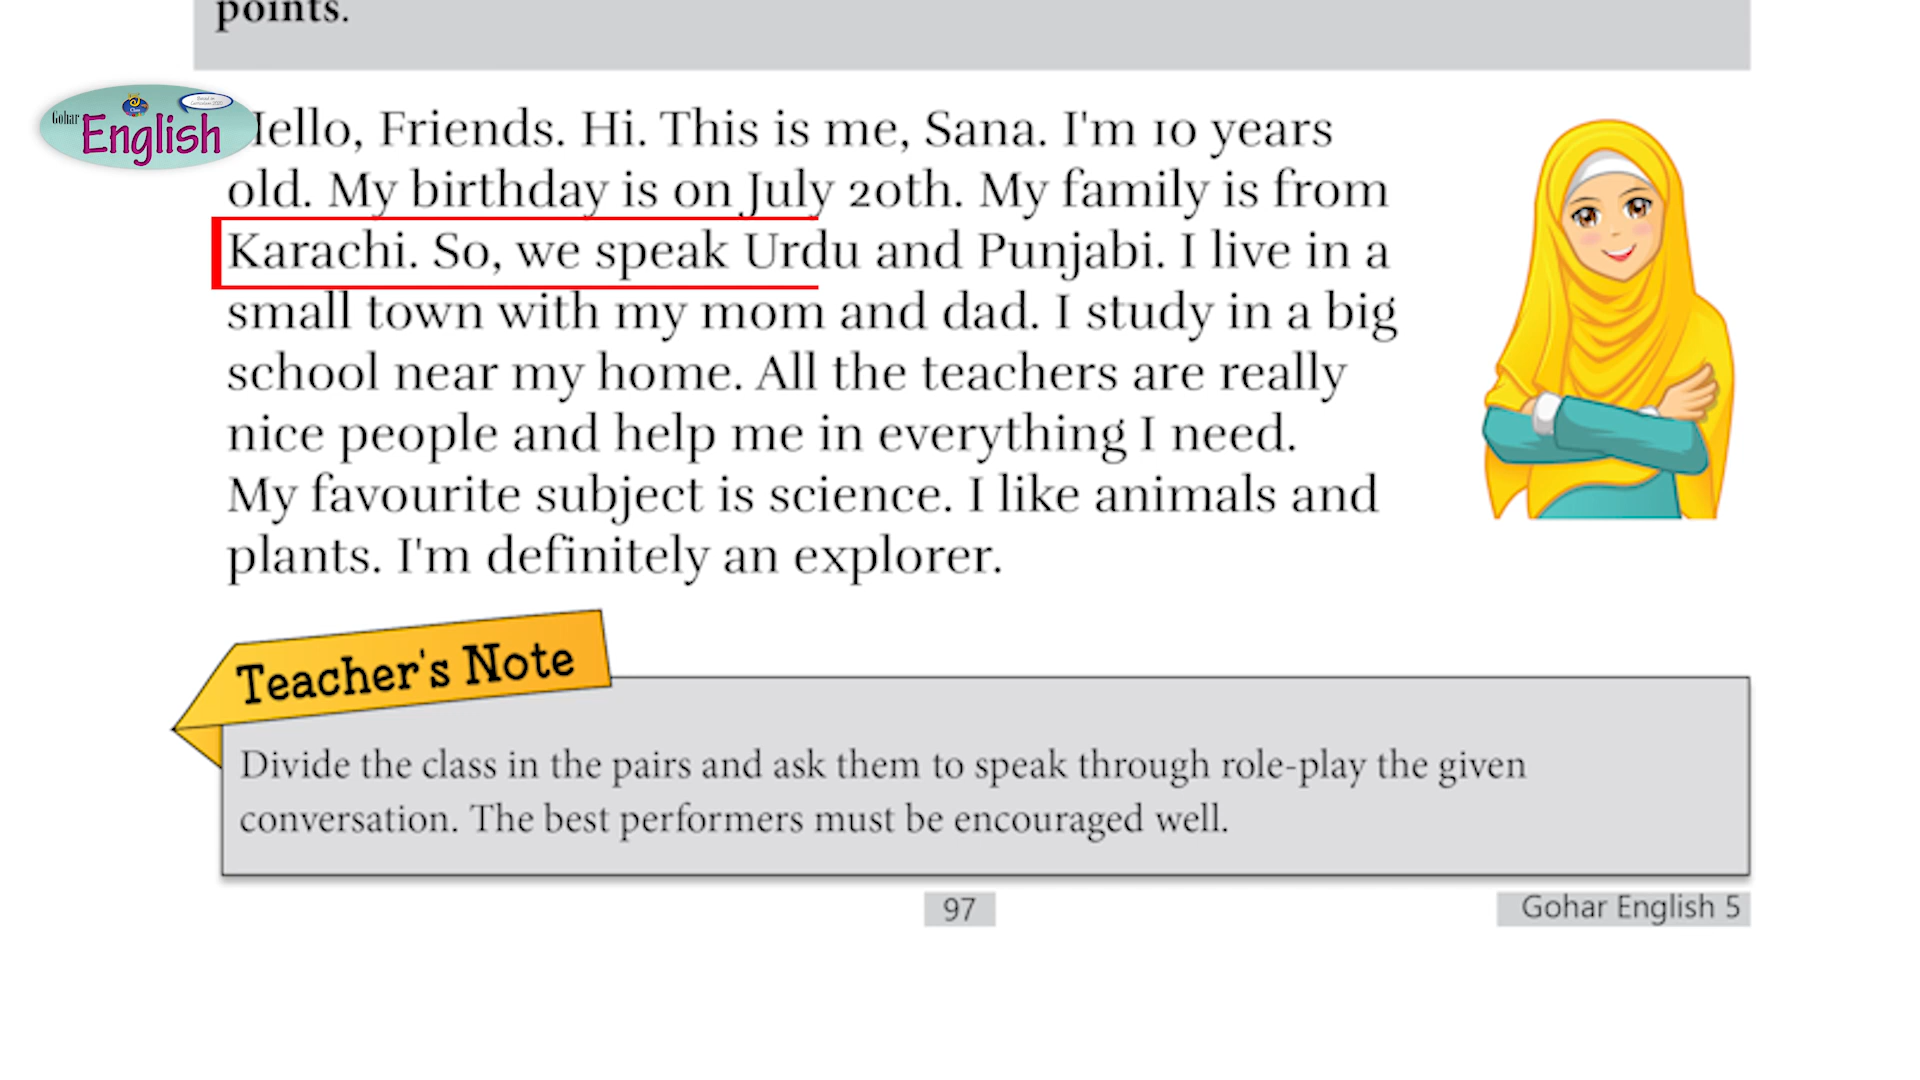 points.
Gohar
English
Hello, Friends. Hi. This is me, Sana. I'm 10 years
old. My birthday is on July 20th. My family is from
Karachi. So, we speak Urdu and Punjabi. I live in a
small town with my mom and dad. I study in a big
school near my home. All the teachers are really
nice people and help me in everything I need.
My favourite subject is science. I like animals and
plants. I'm definitely an explorer.
Teacher's Note
Divide the class in the pairs and ask them to speak through role-play the given
conversation. The best performers must be encouraged well.
97
Gohar English 5